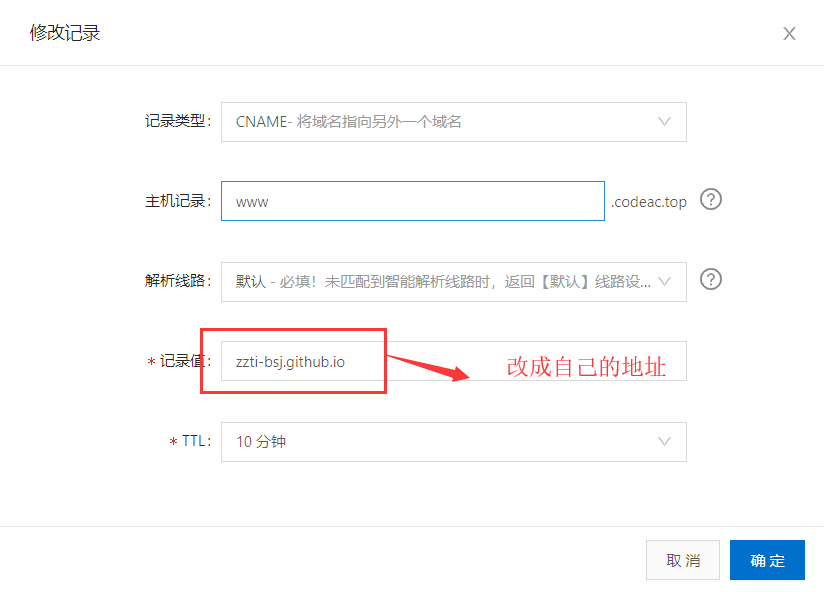 修改记录
记录类型: CNAME- 将域名指向另外一个域名
主机记录: www .codeac.top ?
解析线路: 默认 - 必填！未匹配到智能解析线路时，返回【默认】线路设... ?
* 记录值: zzti-bsj.github.io 改成自己的地址
* TTL: 10 分钟
取 消 确 定